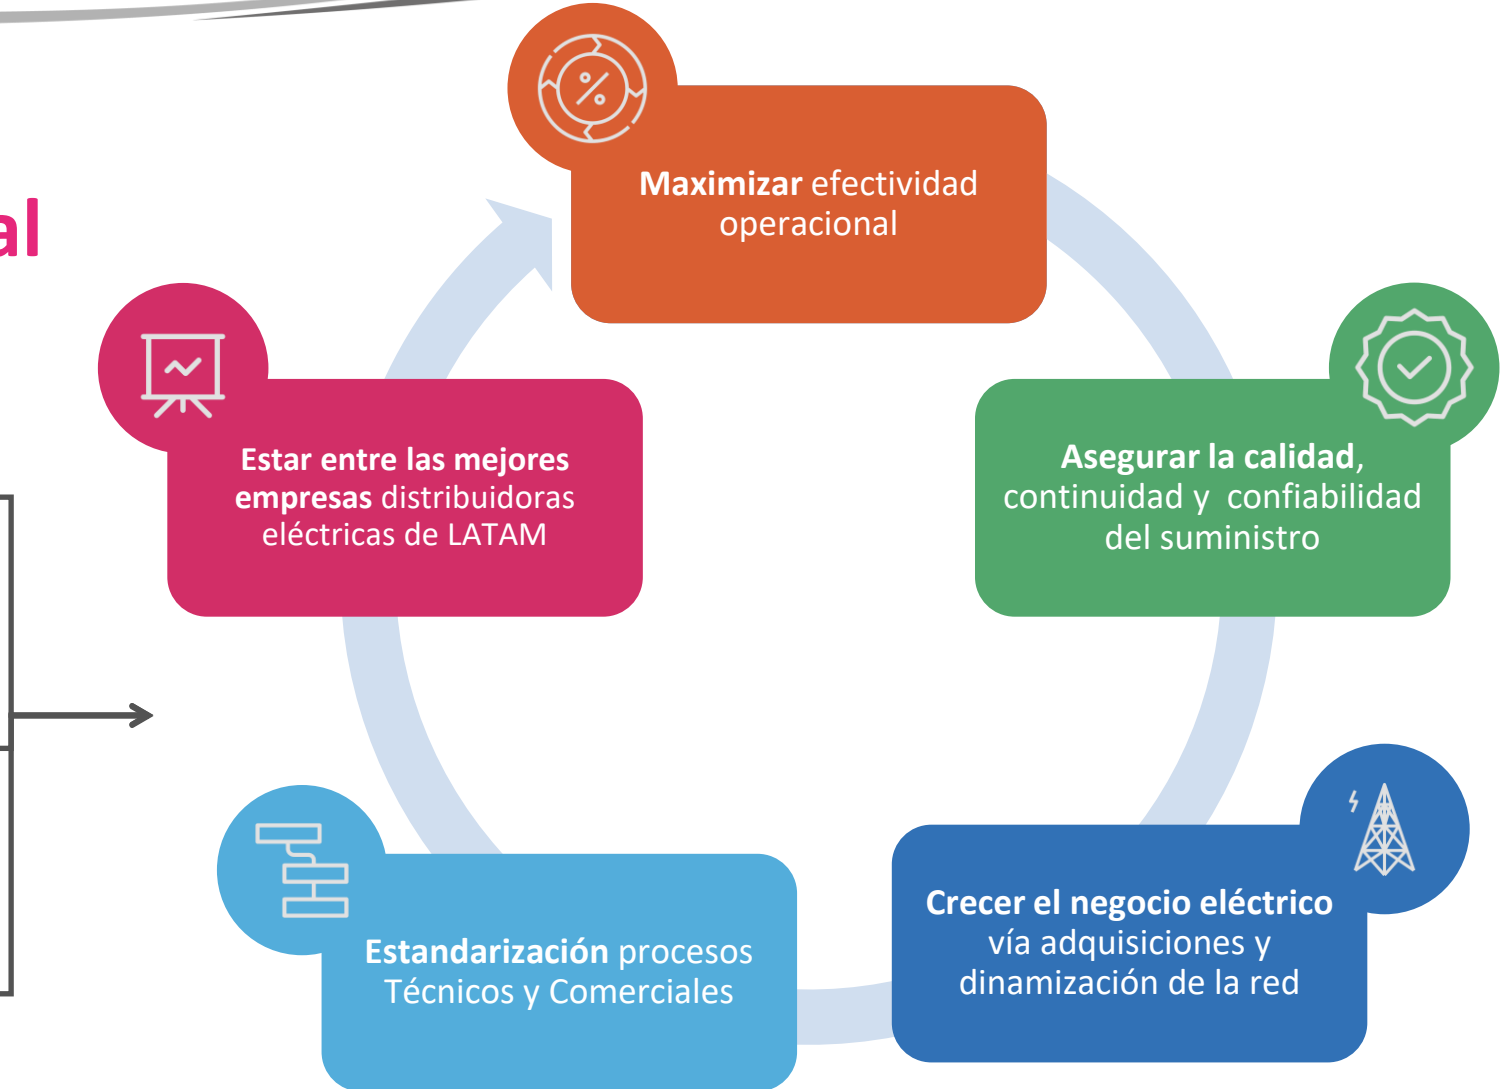 al
Maximizar efectividad
operacional
Asegurar la calidad,
continuidad y confiabilidad
del suministro
Crecer el negocio eléctrico
vía adquisiciones y
dinamización de la red
Estandarización procesos
Técnicos y Comerciales
Estar entre las mejores
empresas distribuidoras
eléctricas de LATAM